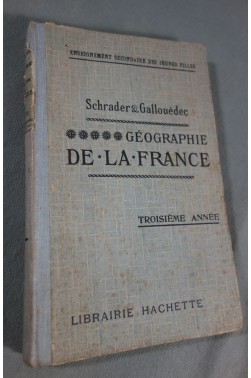 ENSEIGNEMENT SECONDAIRE DES JEUNES FILLES
Schrader & Gallouédec
GÉOGRAPHIE
DE·LA·FRANCE
TROISIÈME ANNÉE
LIBRAIRIE HACHETTE